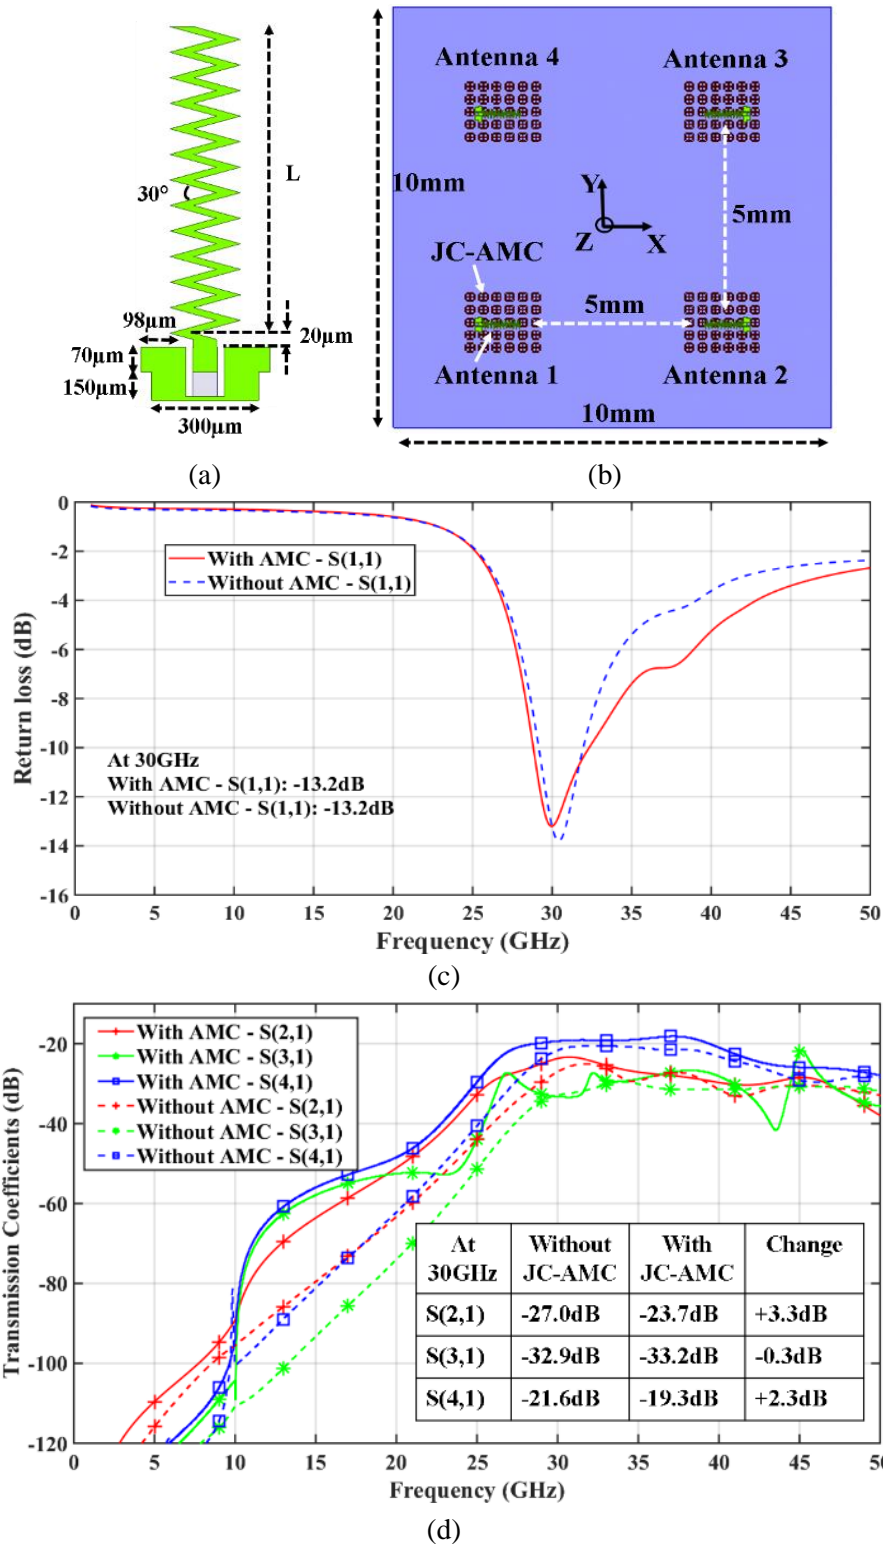 30°
L
98μm
20μm
70μm
150μm
300μm
(a)
Antenna 4
Antenna 3
10mm
Y
Z
X
5mm
JC-AMC
5mm
Antenna 1
Antenna 2
10mm
(b)
0
-2
-4
-6
-8
-10
-12
-14
-16
Return loss (dB)
With AMC - S(1,1)
Without AMC - S(1,1)
At 30GHz
With AMC - S(1,1): -13.2dB
Without AMC - S(1,1): -13.2dB
0 5 10 15 20 25 30 35 40 45 50
Frequency (GHz)
(c)
-20
-40
-60
-80
-100
-120
Transmission Coefficients (dB)
With AMC - S(2,1)
With AMC - S(3,1)
With AMC - S(4,1)
Without AMC - S(2,1)
Without AMC - S(3,1)
Without AMC - S(4,1)
At 30GHz Without JC-AMC With JC-AMC Change
S(2,1) -27.0dB -23.7dB +3.3dB
S(3,1) -32.9dB -33.2dB -0.3dB
S(4,1) -21.6dB -19.3dB +2.3dB
0 5 10 15 20 25 30 35 40 45 50
Frequency (GHz)
(d)